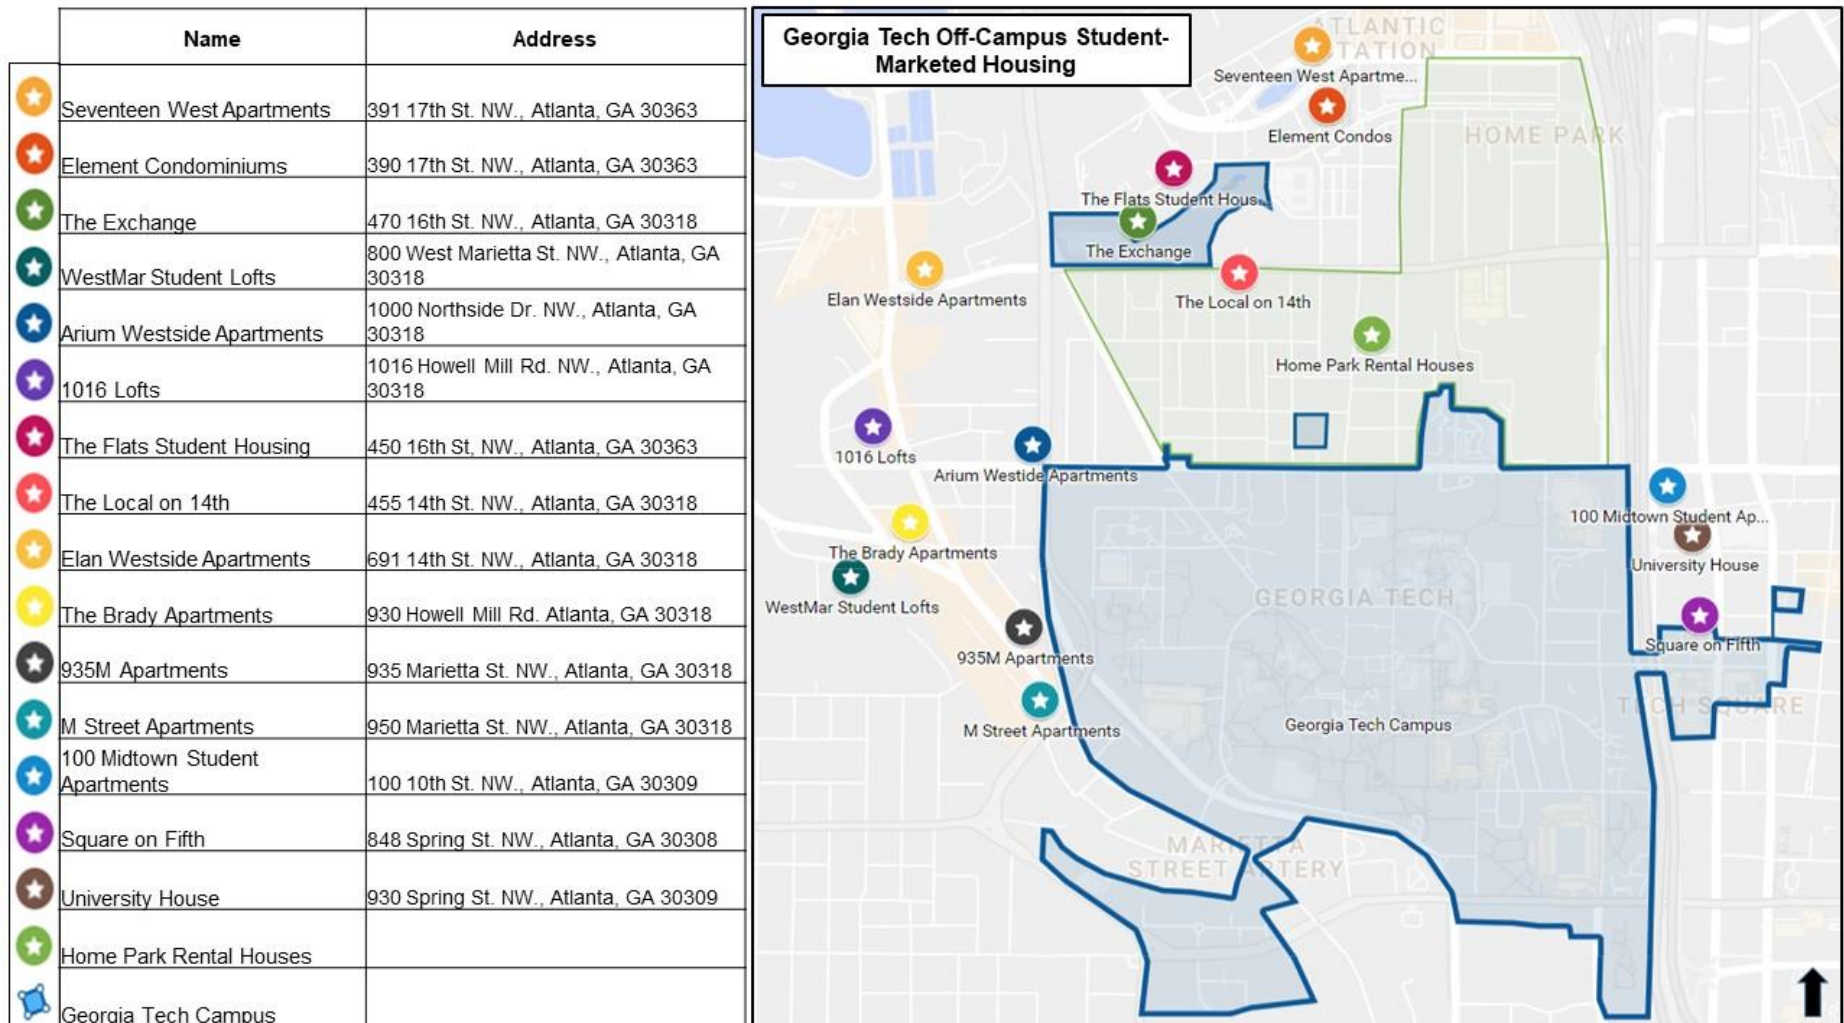 Name
Address
Seventeen West Apartments
391 17th St. NW., Atlanta, GA 30363
Element Condominiums
390 17th St. NW., Atlanta, GA 30363
The Exchange
470 16th St. NW., Atlanta, GA 30318
WestMar Student Lofts
800 West Marietta St. NW., Atlanta, GA
30318
Arium Westside Apartments
1000 Northside Dr. NW., Atlanta, GA
30318
1016 Lofts
1016 Howell Mill Rd. NW., Atlanta, GA
30318
The Flats Student Housing
450 16th St, NW., Atlanta, GA 30363
The Local on 14th
455 14th St. NW., Atlanta, GA 30318
Elan Westside Apartments
691 14th St. NW., Atlanta, GA 30318
The Brady Apartments
930 Howell Mill Rd. Atlanta, GA 30318
935M Apartments
935 Marietta St. NW., Atlanta, GA 30318
M Street Apartments
950 Marietta St. NW., Atlanta, GA 30318
100 Midtown Student
Apartments
100 10th St. NW., Atlanta, GA 30309
Square on Fifth
848 Spring St. NW., Atlanta, GA 30308
University House
930 Spring St. NW., Atlanta, GA 30309
Home Park Rental Houses
Georgia Tech Campus
Georgia Tech Off-Campus Student-
Marketed Housing
ATLANTIC
STATION
Seventeen West Apartme...
Element Condos
HOME PARK
The Flats Student Hous...
The Exchange
Elan Westside Apartments
The Local on 14th
Home Park Rental Houses
1016 Lofts
Arium Westide Apartments
100 Midtown Student Ap...
The Brady Apartments
University House
WestMar Student Lofts
GEORGIA TECH
Square on Fifth
935M Apartments
TECH SQUARE
M Street Apartments
Georgia Tech Campus
MARIETTA
STREET ARTERY